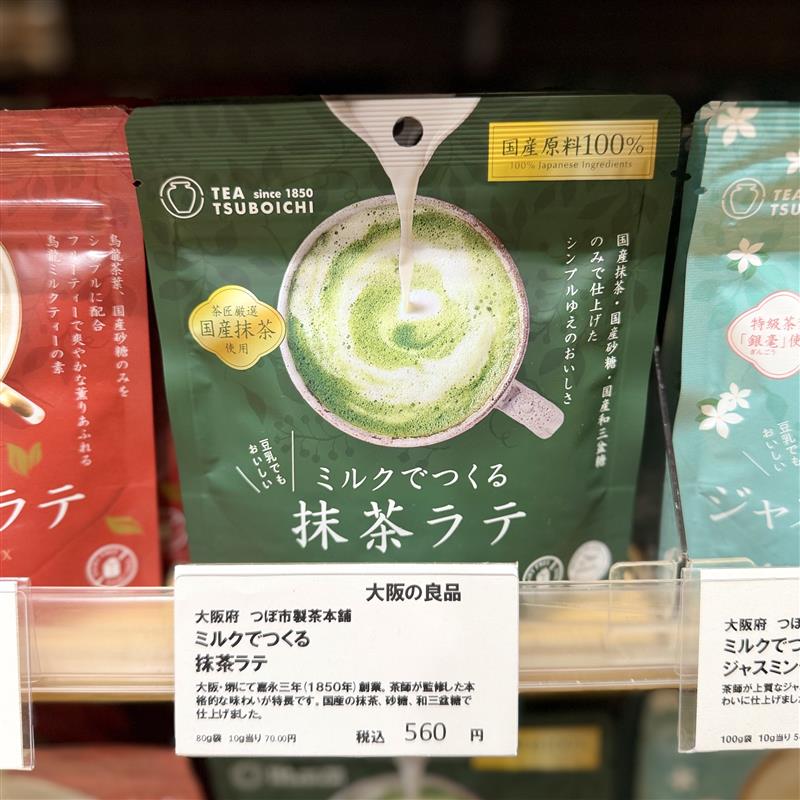 烏龍茶葉、国産砂糖のみを
シンプルに配合
フルーティーで爽やかな薫りあふれる
烏龍ミルクティーの素
ラテ
TEA since 1850
TSUBOICHI
国産原料100%
100% Japanese Ingredients
茶匠厳選
国産抹茶
使用
国産抹茶・国産砂糖・国産和三盆糖
のみで仕上げた
シンプルゆえのおいしさ
豆乳でも
おいしい
ミルクでつくる
抹茶ラテ
TEA
TSUBO
特級茶
「銀毫」使
ぎんごう
豆乳でも
おいしい
ジャス
大阪の良品
大阪府 つぼ市製茶本舗
ミルクでつくる
抹茶ラテ
大阪・堺にて嘉永三年(1850年)創業。茶師が監修した本
格的な味わいが特長です。国産の抹茶、砂糖、和三盆糖で
仕上げました。
80g袋 10g当り 70.00円
税込 560 円
大阪府 つぼ
ミルクでつ
ジャスミン
茶師が上質なジャ
わいに仕上げまし
100g袋 10g当り 5